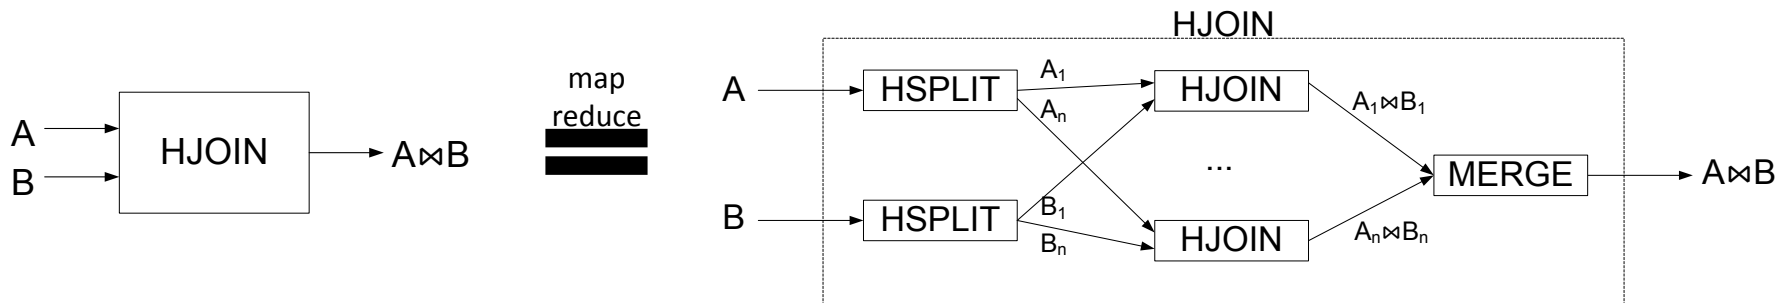 A
B
HJOIN
A⋈B
map
reduce
HJOIN
A
HSPLIT
A₁
Aₙ
HJOIN
A₁⋈B₁
...
MERGE
A⋈B
B
HSPLIT
B₁
Bₙ
HJOIN
Aₙ⋈Bₙ